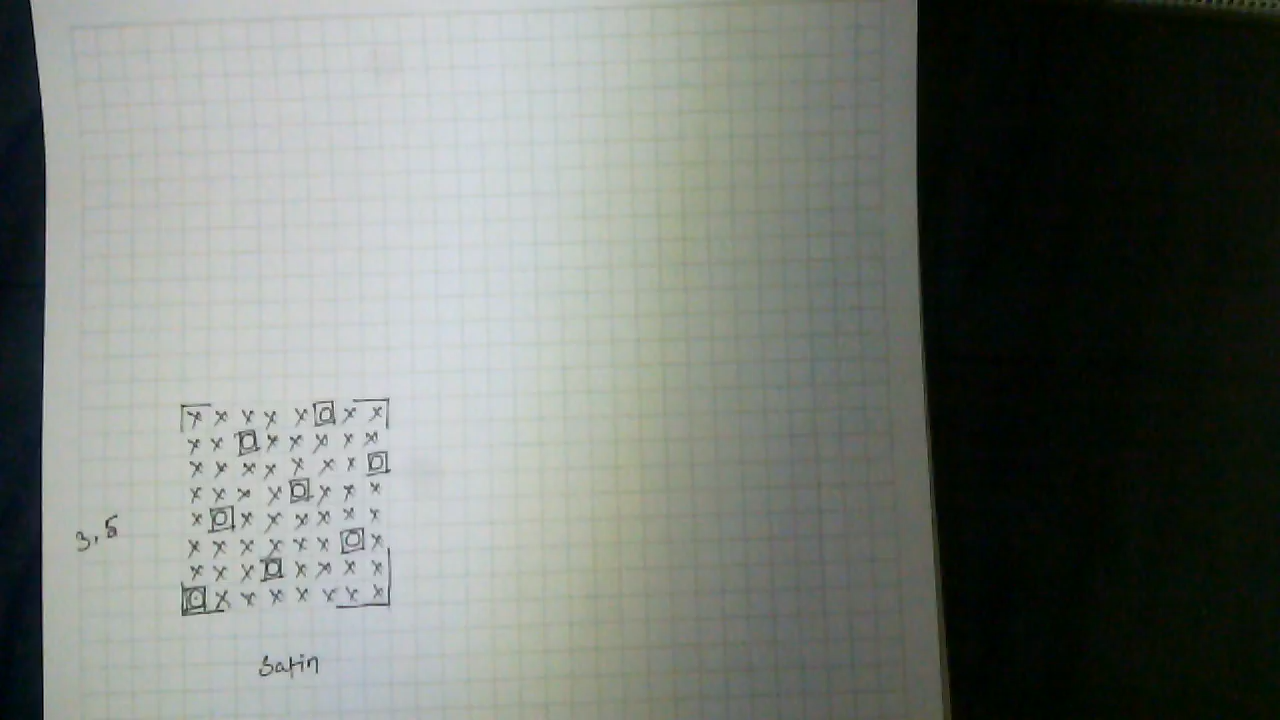 x x x x x O x x
x x O x x x x x
x x x x x x x O
x x x x O x x x
x O x x x x x x
x x x x x x O x
x x x O x x x x
O x x x x x x x
3.5
Satin